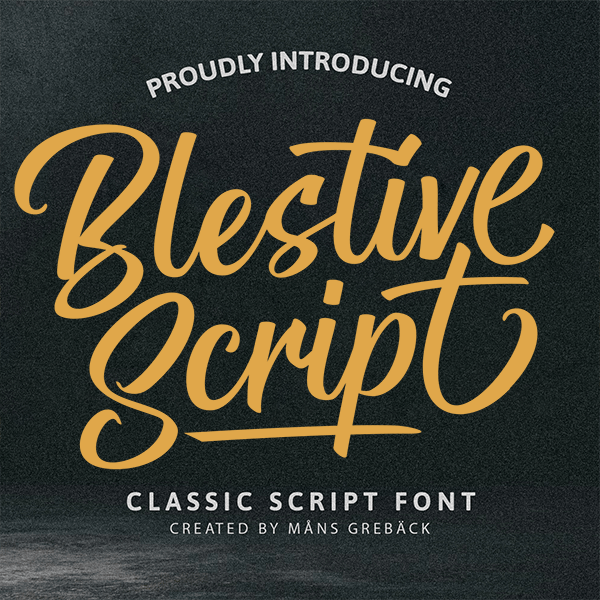 PROUDLY INTRODUCING
Blestive
Script
CLASSIC SCRIPT FONT
CREATED BY MÅNS GREBÄCK